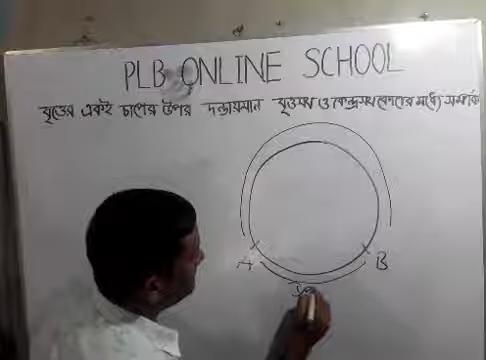 PLB ONLINE SCHOOL
বৃত্তের একই চাপের উপর দন্ডায়মান বৃত্তস্থ ও কেন্দ্রস্থ কোণের মধ্যে সম্পর্ক
A B